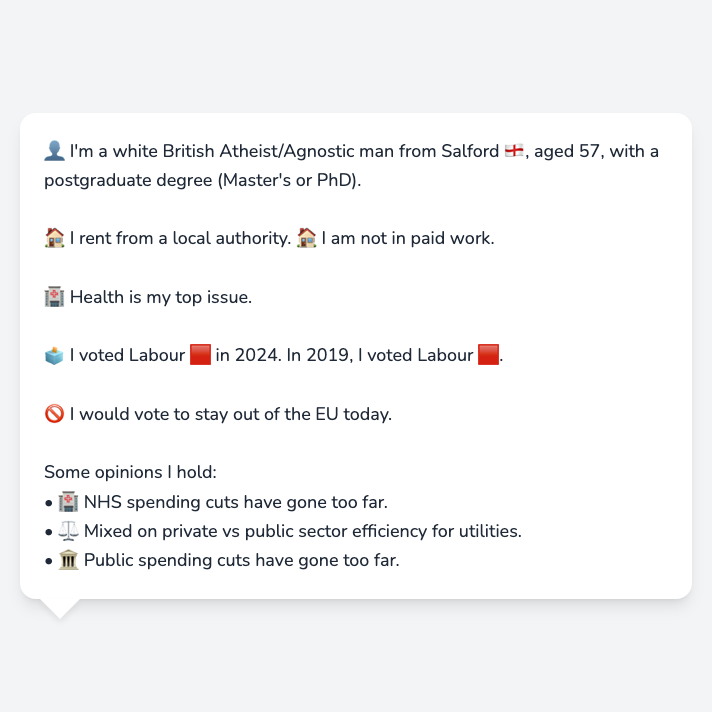 👤 I'm a white British Atheist/Agnostic man from Salford 🏴󠁧󠁢󠁥󠁮󠁧󠁿, aged 57, with a
postgraduate degree (Master's or PhD).
🏠 I rent from a local authority. 🏠 I am not in paid work.
🏥 Health is my top issue.
🗳️ I voted Labour 🟥 in 2024. In 2019, I voted Labour 🟥.
🚫 I would vote to stay out of the EU today.
Some opinions I hold:
• 🏥 NHS spending cuts have gone too far.
• ⚖️ Mixed on private vs public sector efficiency for utilities.
• 🏛️ Public spending cuts have gone too far.